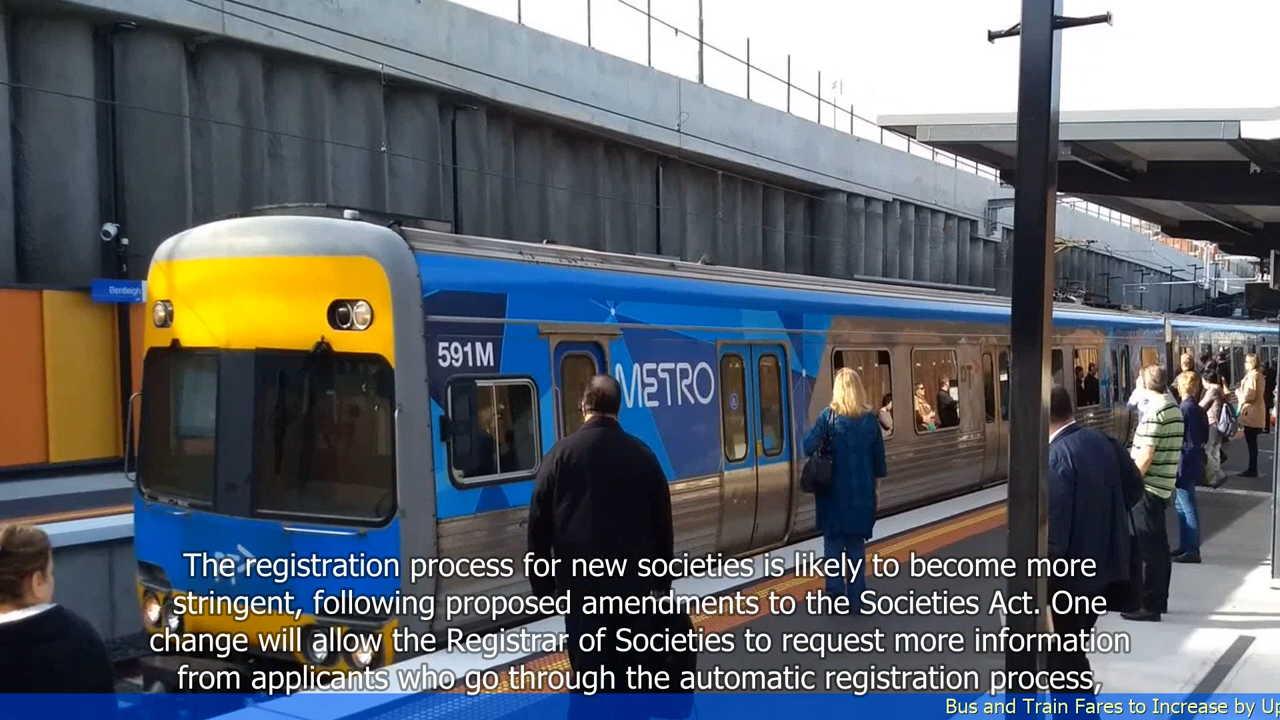 Bentleigh
591M
METRO
The registration process for new societies is likely to become more
stringent, following proposed amendments to the Societies Act. One
change will allow the Registrar of Societies to request more information
from applicants who go through the automatic registration process,
Bus and Train Fares to Increase by Up